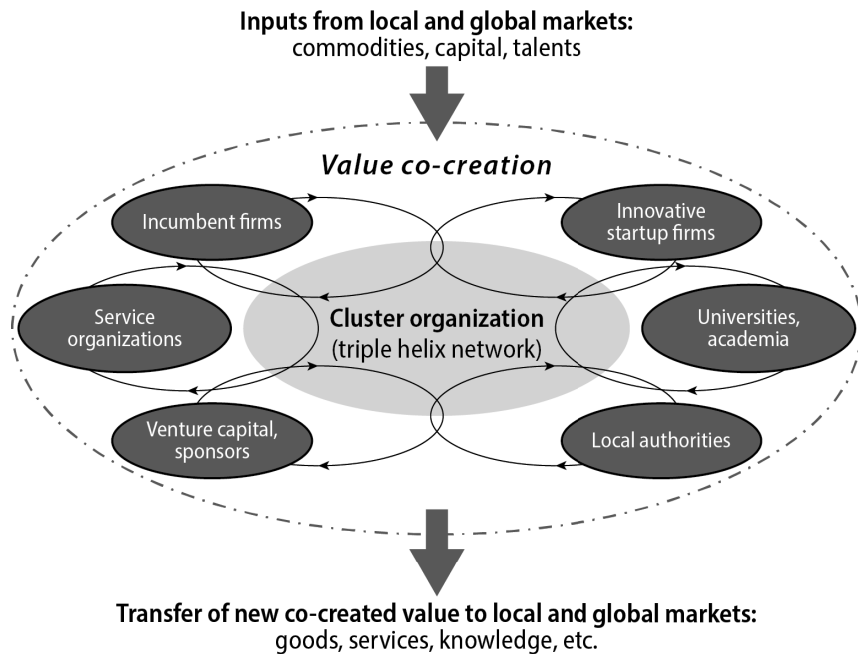 Inputs from local and global markets:
commodities, capital, talents
Value co-creation
Incumbent firms
Innovative
startup firms
Service
organizations
Cluster organization
(triple helix network)
Universities,
academia
Venture capital,
sponsors
Local authorities
Transfer of new co-created value to local and global markets:
goods, services, knowledge, etc.